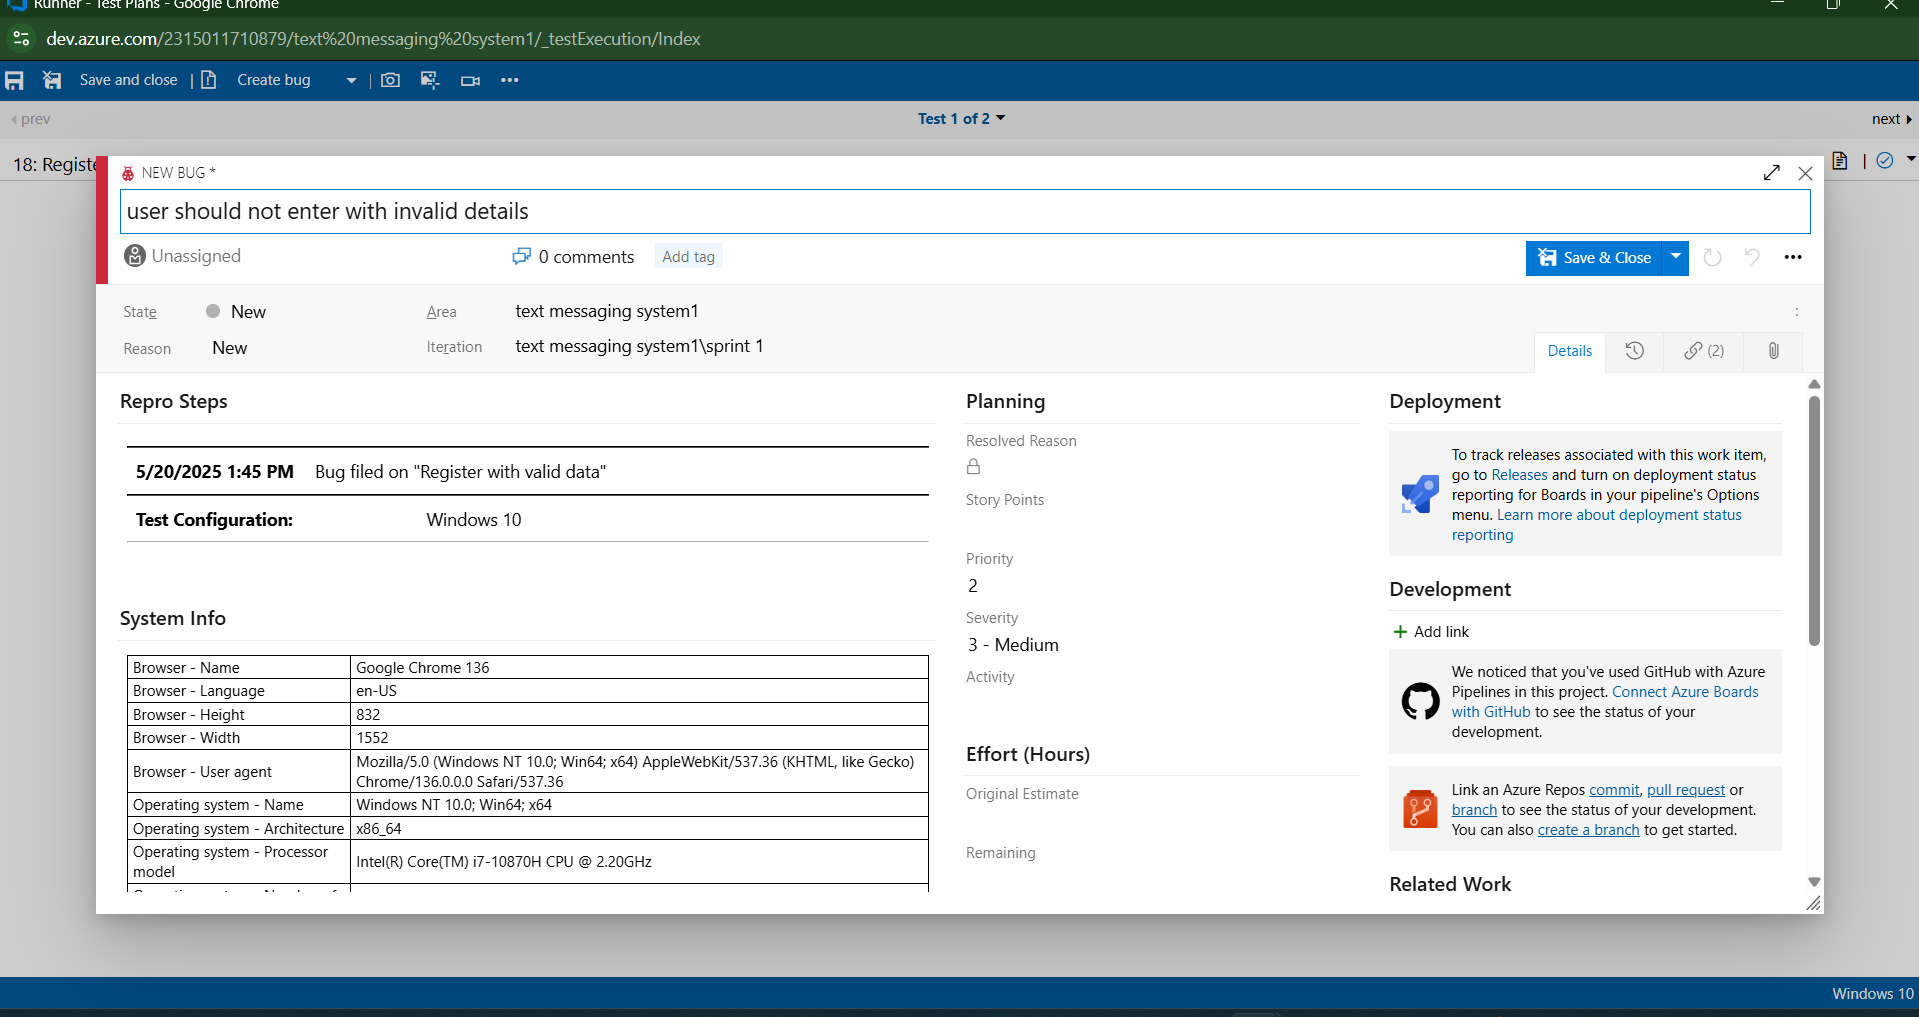 Runner - Test Plans - Google Chrome
dev.azure.com/2315011710879/text%20messaging%20system1/_testExecution/Index
Save and close | Create bug |
prev
Test 1 of 2
next
18: Registe
|
NEW BUG *
user should not enter with invalid details
Unassigned
0 comments
Add tag
Save & Close
State
New
Area
text messaging system1
Reason
New
Iteration
text messaging system1\sprint 1
Details
(2)
Repro Steps
5/20/2025 1:45 PM Bug filed on "Register with valid data"
Test Configuration: Windows 10
System Info
Browser - Name Google Chrome 136
Browser - Language en-US
Browser - Height 832
Browser - Width 1552
Browser - User agent Mozilla/5.0 (Windows NT 10.0; Win64; x64) AppleWebKit/537.36 (KHTML, like Gecko)
Chrome/136.0.0.0 Safari/537.36
Operating system - Name Windows NT 10.0; Win64; x64
Operating system - Architecture x86_64
Operating system - Processor
model
Intel(R) Core(TM) i7-10870H CPU @ 2.20GHz
Planning
Resolved Reason
Story Points
Priority
2
Severity
3 - Medium
Activity
Effort (Hours)
Original Estimate
Remaining
Deployment
To track releases associated with this work item,
go to Releases and turn on deployment status
reporting for Boards in your pipeline's Options
menu. Learn more about deployment status
reporting
Development
+ Add link
We noticed that you've used GitHub with Azure
Pipelines in this project. Connect Azure Boards
with GitHub to see the status of your
development.
Link an Azure Repos commit, pull request or
branch to see the status of your development.
You can also create a branch to get started.
Related Work
Windows 10